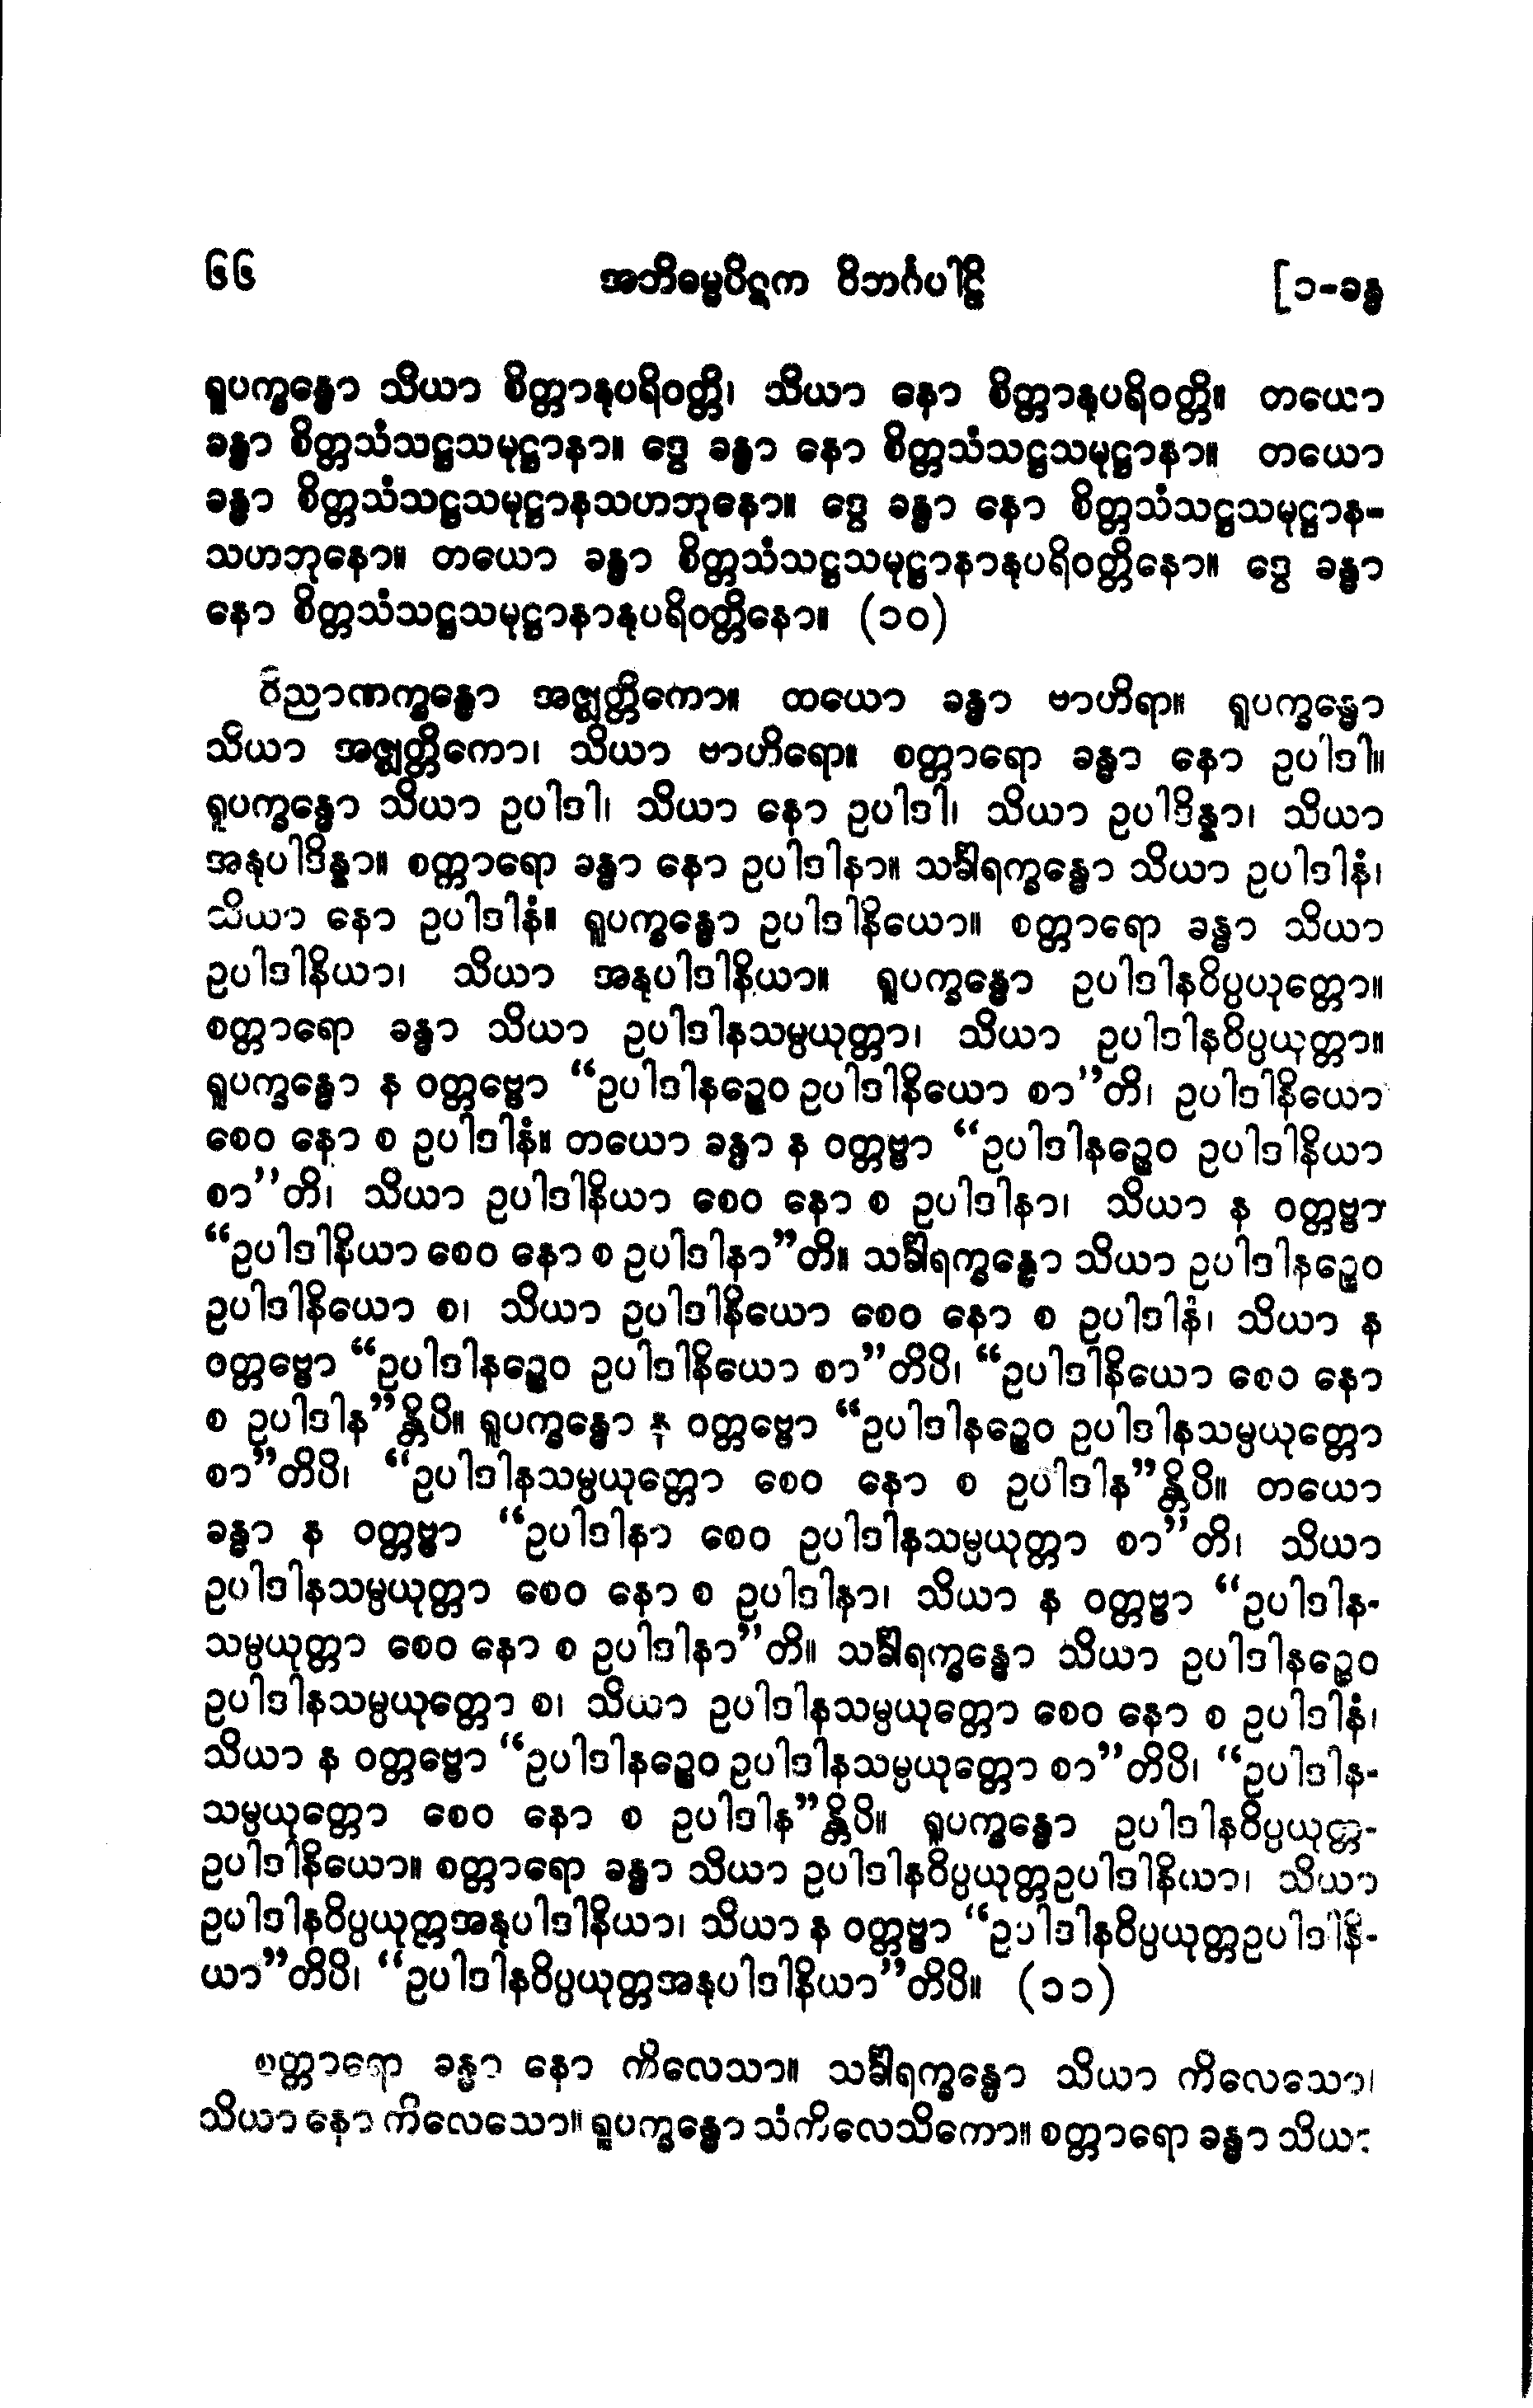 ၆၆ အဘိဓမ္မပိဋက ဝိဘင်္ဂပါဠိ [၁-ခန္ဓ
ရူပက္ခန္ဓော သိယာ စိတ္တာနုပရိဝတ္တိ၊ သိယာ နော စိတ္တာနုပရိဝတ္တိ။ တယော
ခန္ဓာ စိတ္တသံသဋ္ဌသမုဋ္ဌာနာ။ ဒွေ ခန္ဓာ နော စိတ္တသံသဋ္ဌသမုဋ္ဌာနာ။ တယော
ခန္ဓာ စိတ္တသံသဋ္ဌသမုဋ္ဌာနသဟဘုနော။ ဒွေ ခန္ဓာ နော စိတ္တသံသဋ္ဌသမုဋ္ဌာန-
သဟဘုနော။ တယော ခန္ဓာ စိတ္တသံသဋ္ဌသမုဋ္ဌာနာနုပရိဝတ္တိနော။ ဒွေ ခန္ဓာ
နော စိတ္တသံသဋ္ဌသမုဋ္ဌာနာနုပရိဝတ္တိနော။ (၁၀)
ဝိညာဏက္ခန္ဓော အဇ္ဈတ္တိကော။ တယော ခန္ဓာ ဗာဟိရာ။ ရူပက္ခန္ဓော
သိယာ အဇ္ဈတ္တိကော၊ သိယာ ဗာဟိရော။ စတ္တာရော ခန္ဓာ နော ဥပါဒါ။
ရူပက္ခန္ဓော သိယာ ဥပါဒါ၊ သိယာ နော ဥပါဒါ၊ သိယာ ဥပါဒိန္နာ၊ သိယာ
အနုပါဒိန္နာ။ စတ္တာရော ခန္ဓာ နော ဥပါဒါနာ။ သင်္ခါရက္ခန္ဓော သိယာ ဥပါဒါနံ၊
သိယာ နော ဥပါဒါနံ။ ရူပက္ခန္ဓော ဥပါဒါနိယော။ စတ္တာရော ခန္ဓာ သိယာ
ဥပါဒါနိယာ၊ သိယာ အနုပါဒါနိယာ။ ရူပက္ခန္ဓော ဥပါဒါနဝိပ္ပယုတ္တော။
စတ္တာရော ခန္ဓာ သိယာ ဥပါဒါနသမ္ပယုတ္တာ၊ သိယာ ဥပါဒါနဝိပ္ပယုတ္တာ။
ရူပက္ခန္ဓော န ဝတ္တဗ္ဗော “ဥပါဒါနဉ္စေဝ ဥပါဒါနိယော စာ”တိ၊ ဥပါဒါနိယော
စေဝ နော စ ဥပါဒါနံ။ တယော ခန္ဓာ န ဝတ္တဗ္ဗာ “ဥပါဒါနဉ္စေဝ ဥပါဒါနိယာ
စာ”တိ၊ သိယာ ဥပါဒါနိယာ စေဝ နော စ ဥပါဒါနာ၊ သိယာ န ဝတ္တဗ္ဗာ
“ဥပါဒါနိယာ စေဝ နော စ ဥပါဒါနာ”တိ။ သင်္ခါရက္ခန္ဓော သိယာ ဥပါဒါနဉ္စေဝ
ဥပါဒါနိယော စ၊ သိယာ ဥပါဒါနိယော စေဝ နော စ ဥပါဒါနံ၊ သိယာ န
ဝတ္တဗ္ဗော “ဥပါဒါနဉ္စေဝ ဥပါဒါနိယော စာ”တိပိ၊ “ဥပါဒါနိယော စေဝ နော
စ ဥပါဒါန”န္တိပိ။ ရူပက္ခန္ဓော န ဝတ္တဗ္ဗော “ဥပါဒါနဉ္စေဝ ဥပါဒါနသမ္ပယုတ္တော
စာ”တိပိ၊ “ဥပါဒါနသမ္ပယုတ္တော စေဝ နော စ ဥပါဒါန”န္တိပိ။ တယော
ခန္ဓာ န ဝတ္တဗ္ဗာ “ဥပါဒါနာ စေဝ ဥပါဒါနသမ္ပယုတ္တာ စာ”တိ၊ သိယာ
ဥပါဒါနသမ္ပယုတ္တာ စေဝ နော စ ဥပါဒါနာ၊ သိယာ န ဝတ္တဗ္ဗာ “ဥပါဒါန-
သမ္ပယုတ္တာ စေဝ နော စ ဥပါဒါနာ”တိ။ သင်္ခါရက္ခန္ဓော သိယာ ဥပါဒါနဉ္စေဝ
ဥပါဒါနသမ္ပယုတ္တော စ၊ သိယာ ဥပါဒါနသမ္ပယုတ္တော စေဝ နော စ ဥပါဒါနံ၊
သိယာ န ဝတ္တဗ္ဗော “ဥပါဒါနဉ္စေဝ ဥပါဒါနသမ္ပယုတ္တော စာ”တိပိ၊ “ဥပါဒါန-
သမ္ပယုတ္တော စေဝ နော စ ဥပါဒါန”န္တိပိ။ ရူပက္ခန္ဓော ဥပါဒါနဝိပ္ပယုတ္တ-
ဥပါဒါနိယော။ စတ္တာရော ခန္ဓာ သိယာ ဥပါဒါနဝိပ္ပယုတ္တဥပါဒါနိယာ၊ သိယာ
ဥပါဒါနဝိပ္ပယုတ္တအနုပါဒါနိယာ၊ သိယာ န ဝတ္တဗ္ဗာ “ဥပါဒါနဝိပ္ပယုတ္တဥပါဒါနိ-
ယာ”တိပိ၊ “ဥပါဒါနဝိပ္ပယုတ္တအနုပါဒါနိယာ”တိပိ။ (၁၁)
စတ္တာရော ခန္ဓာ နော ကိလေသာ။ သင်္ခါရက္ခန္ဓော သိယာ ကိလေသော၊
သိယာ နော ကိလေသော။ ရူပက္ခန္ဓော သံကိလေသိကော။ စတ္တာရော ခန္ဓာ သိယာ